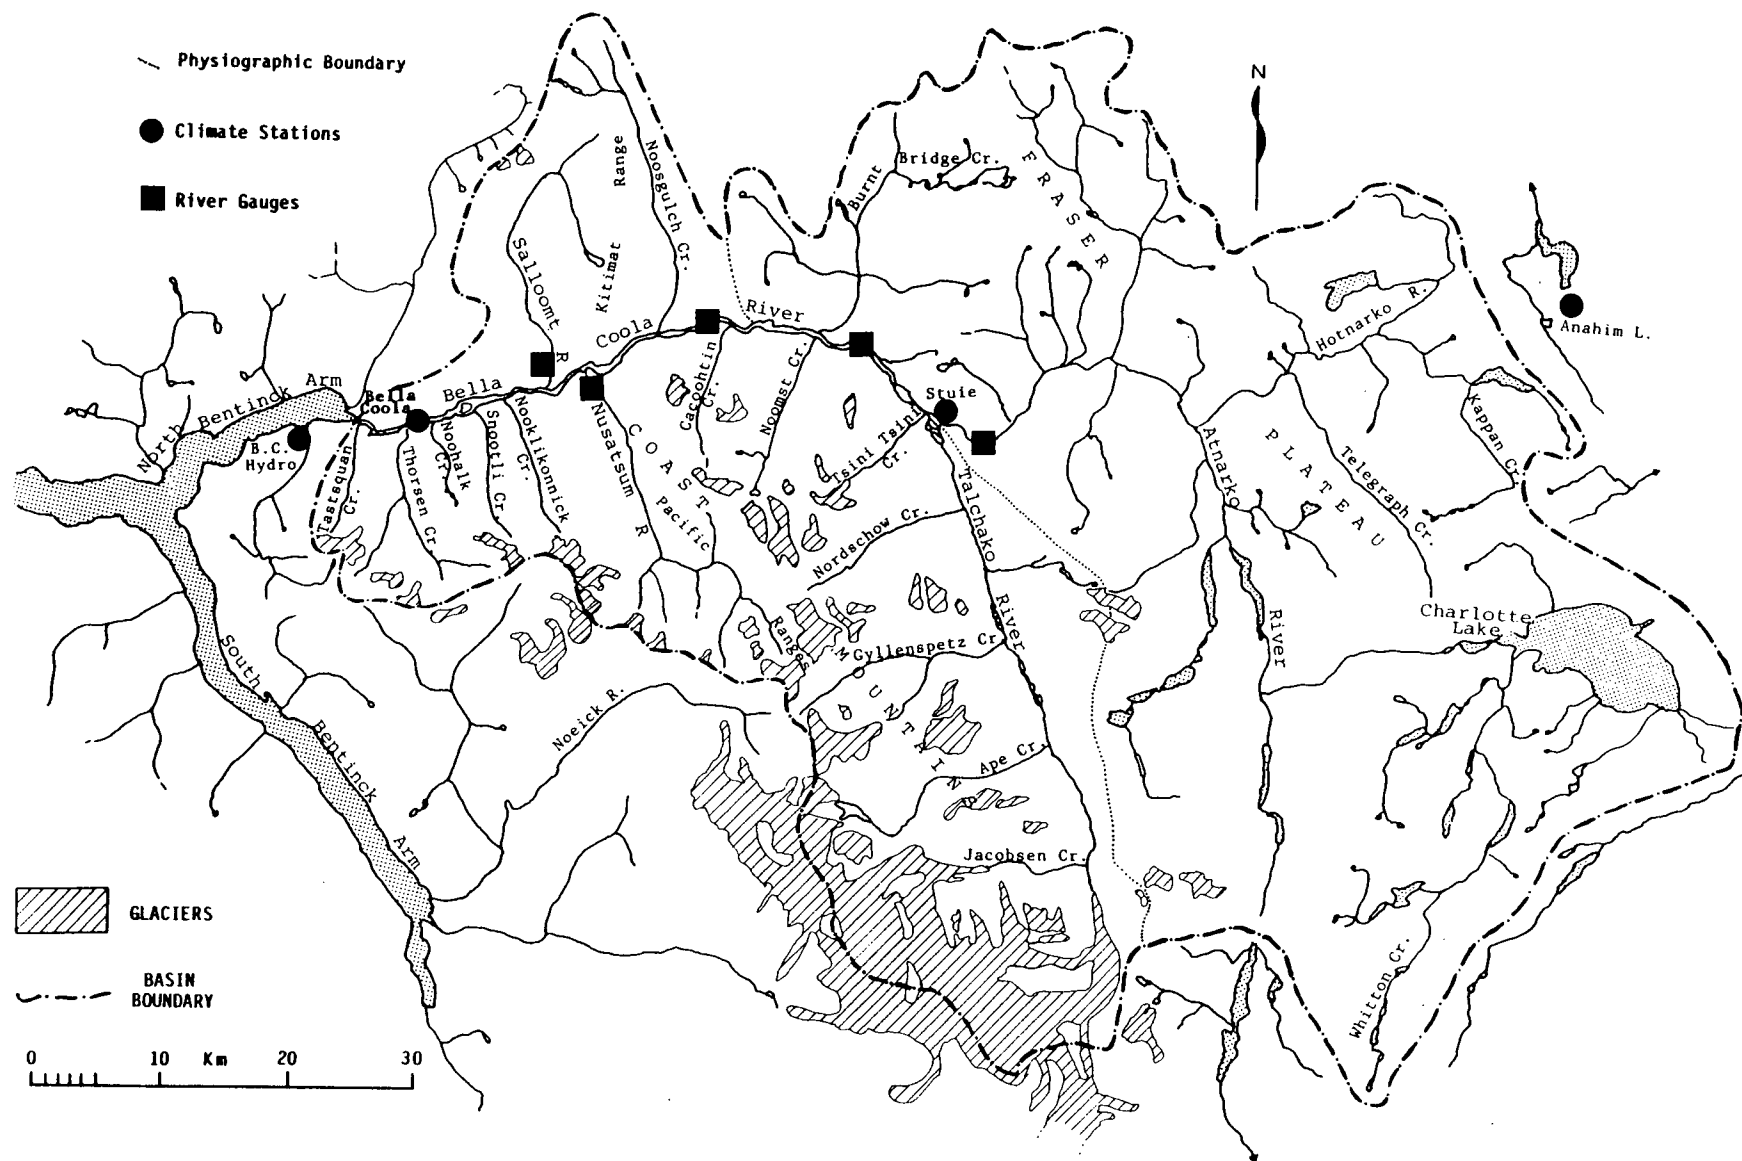 Physiographic Boundary
Climate Stations
River Gauges
N
Range
Kitimat
Noosgulch Cr.
Salloomt
R
Burnt
Bridge Cr.
FRASER
PLATEAU
Hotnarko R.
Anahim L.
Kappan Cr.
Telegraph Cr.
Atnarko
River
Charlotte
Lake
Whitton Cr.
North Bentinck Arm
B.C.
Hydro
Bella
Coola
Bella Coola River
Tastsquan
Cr.
Thorsen Cr
Noohalk
Cr.
Snootli Cr.
Nooklikonnick
Cr.
Nusatsum R
COAST
MOUNTAIN
Pacific
Ranges
Cacoohtin
Cr.
Noomst Cr.
Tsini Tsini
Cr.
Stuie
Talchako
River
Nordschow Cr.
Gyllenspetz Cr.
Ape Cr.
Jacobsen Cr.
Noeick R.
South Bentinck Arm
GLACIERS
BASIN
BOUNDARY
0 10 Km 20 30